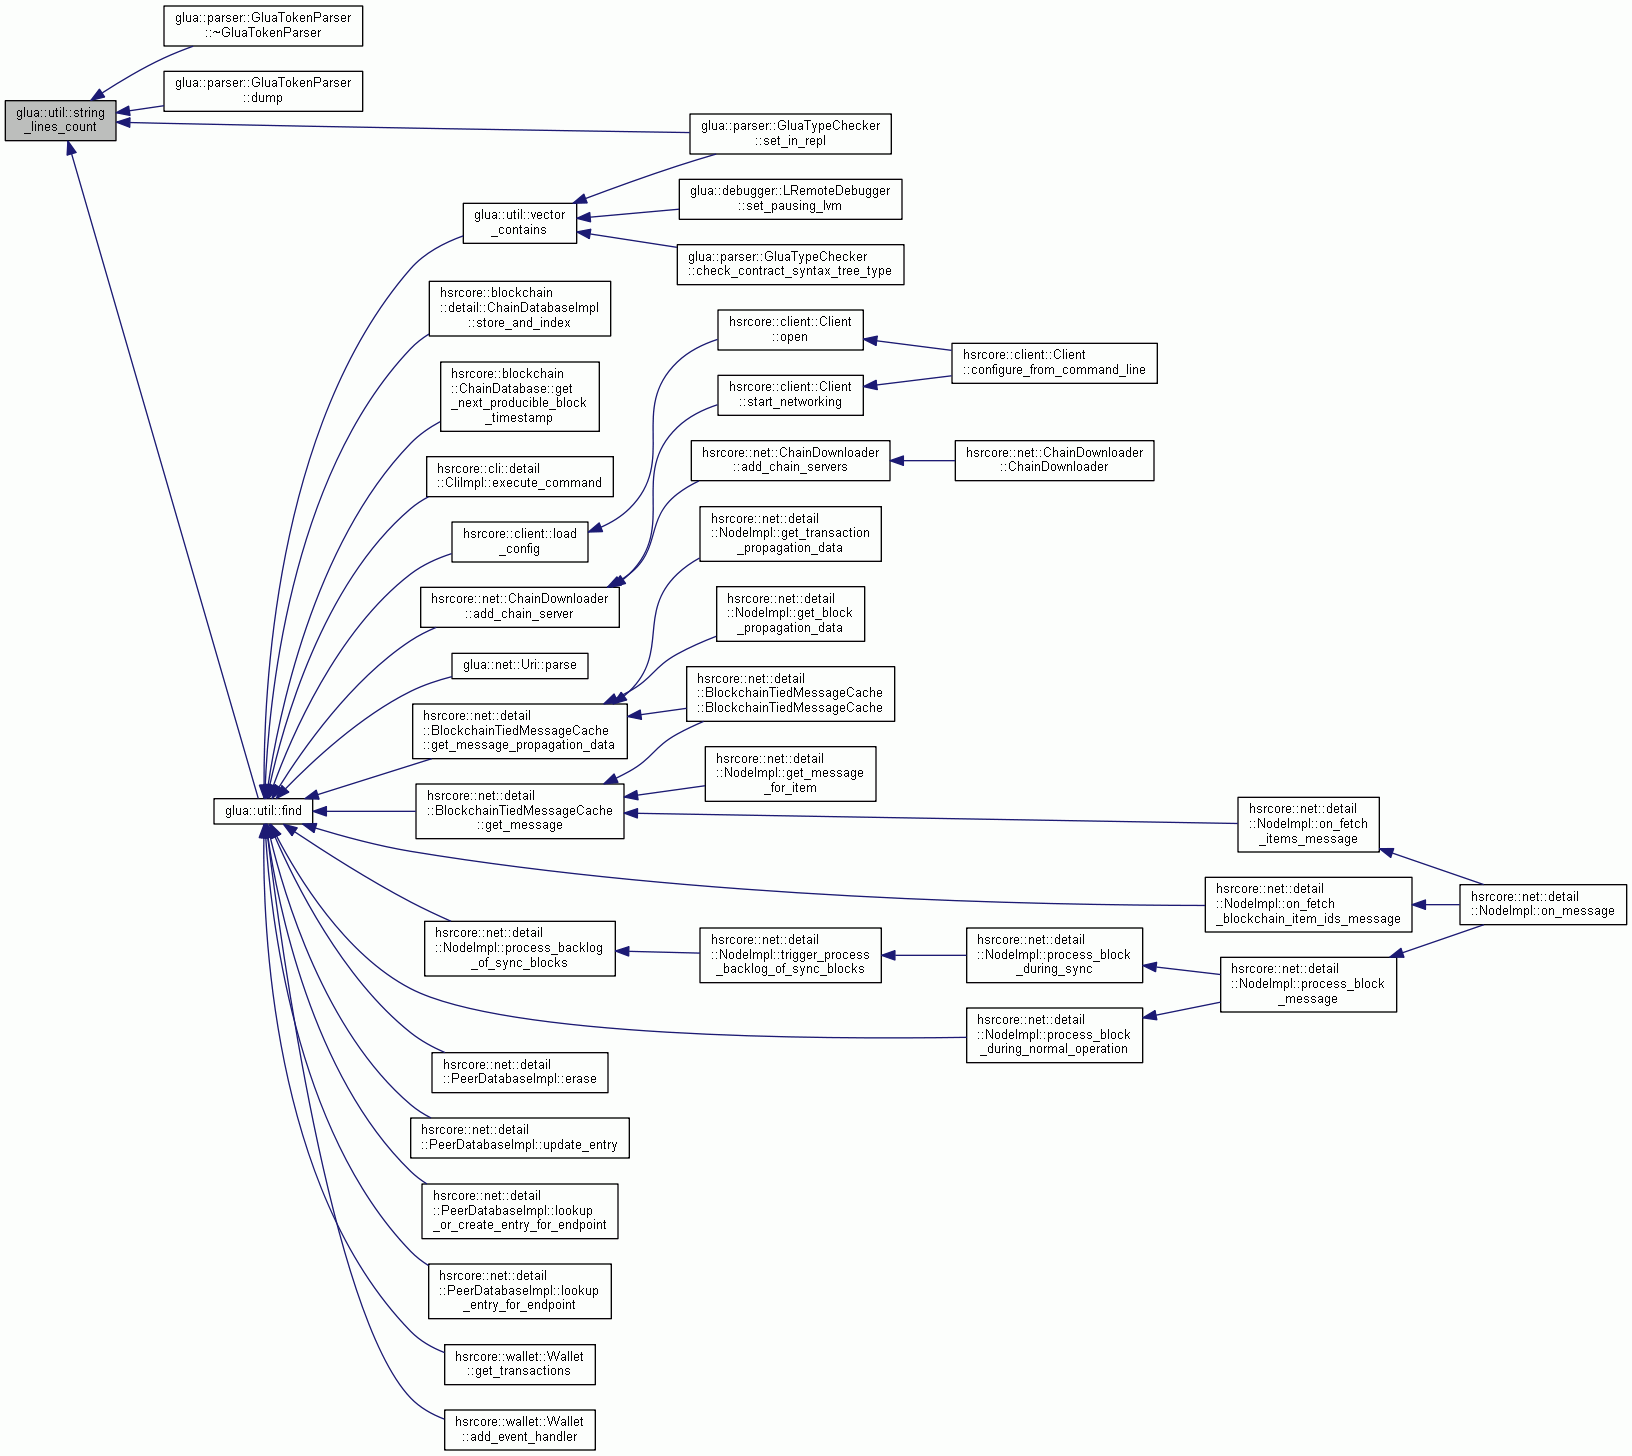 glua::parser::GluaTokenParser
::~GluaTokenParser
glua::parser::GluaTokenParser
::dump
glua::util::string
_lines_count
glua::parser::GluaTypeChecker
::set_in_repl
glua::debugger::LRemoteDebugger
::set_pausing_lvm
glua::util::vector
_contains
glua::parser::GluaTypeChecker
::check_contract_syntax_tree_type
hsrcore::blockchain
::detail::ChainDatabaseImpl
::store_and_index
hsrcore::client::Client
::open
hsrcore::client::Client
::configure_from_command_line
hsrcore::blockchain
::ChainDatabase::get
_next_producible_block
_timestamp
hsrcore::client::Client
::start_networking
hsrcore::cli::detail
::CliImpl::execute_command
hsrcore::net::ChainDownloader
::add_chain_servers
hsrcore::net::ChainDownloader
::ChainDownloader
hsrcore::client::load
_config
hsrcore::net::detail
::NodeImpl::get_transaction
_propagation_data
hsrcore::net::ChainDownloader
::add_chain_server
hsrcore::net::detail
::NodeImpl::get_block
_propagation_data
glua::net::Uri::parse
hsrcore::net::detail
::BlockchainTiedMessageCache
::BlockchainTiedMessageCache
hsrcore::net::detail
::BlockchainTiedMessageCache
::get_message_propagation_data
hsrcore::net::detail
::NodeImpl::get_message
_for_item
glua::util::find
hsrcore::net::detail
::BlockchainTiedMessageCache
::get_message
hsrcore::net::detail
::NodeImpl::on_fetch
_items_message
hsrcore::net::detail
::NodeImpl::on_fetch
_blockchain_item_ids_message
hsrcore::net::detail
::NodeImpl::on_message
hsrcore::net::detail
::NodeImpl::process_backlog
_of_sync_blocks
hsrcore::net::detail
::NodeImpl::trigger_process
_backlog_of_sync_blocks
hsrcore::net::detail
::NodeImpl::process_block
_during_sync
hsrcore::net::detail
::NodeImpl::process_block
_message
hsrcore::net::detail
::NodeImpl::process_block
_during_normal_operation
hsrcore::net::detail
::PeerDatabaseImpl::erase
hsrcore::net::detail
::PeerDatabaseImpl::update_entry
hsrcore::net::detail
::PeerDatabaseImpl::lookup
_or_create_entry_for_endpoint
hsrcore::net::detail
::PeerDatabaseImpl::lookup
_entry_for_endpoint
hsrcore::wallet::Wallet
::get_transactions
hsrcore::wallet::Wallet
::add_event_handler